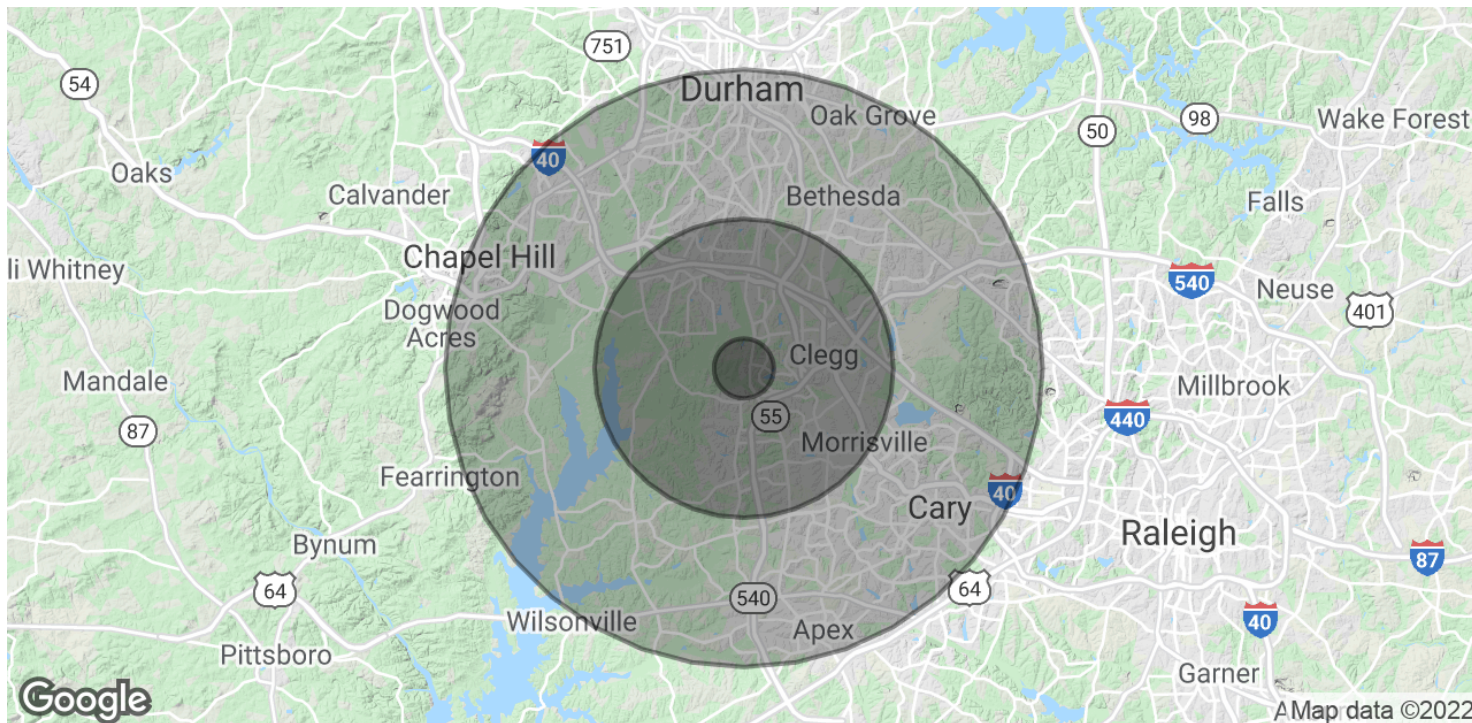 751
54
Durham
Oak Grove
98
Wake Forest
50
40
Oaks
Calvander
Bethesda
Falls
Chapel Hill
li Whitney
540
Neuse
Dogwood
Acres
401
Clegg
Mandale
Millbrook
55
440
87
Morrisville
Fearrington
40
Cary
Raleigh
Bynum
87
64
540
64
Wilsonville
Apex
40
Pittsboro
Garner
Google
Map data ©2022